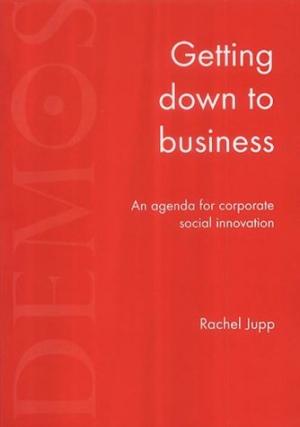 DEMOS
Getting
down to
business
An agenda for corporate
social innovation
Rachel Jupp